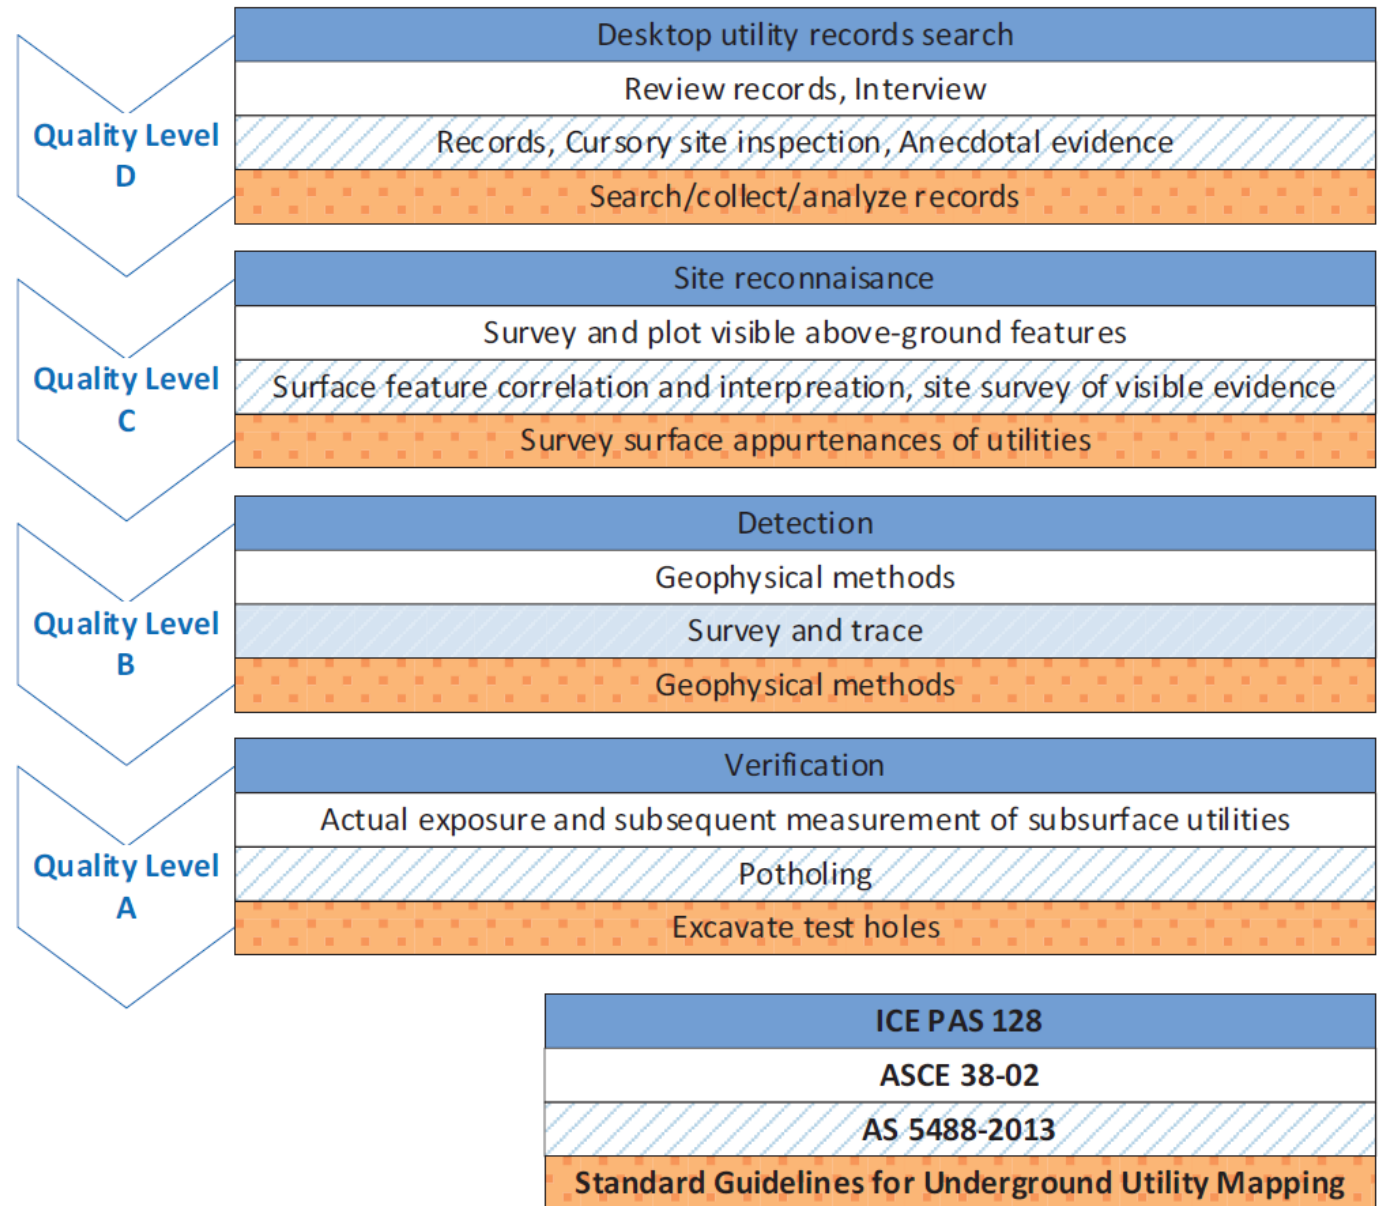 Desktop utility records search
Review records, Interview
Quality Level
D
Records, Cursory site inspection, Anecdotal evidence
Search/collect/analyze records
Site reconnaisance
Survey and plot visible above-ground features
Quality Level
C
Surface feature correlation and interpreation, site survey of visible evidence
Survey surface appurtenances of utilities
Detection
Geophysical methods
Quality Level
B
Survey and trace
Geophysical methods
Verification
Actual exposure and subsequent measurement of subsurface utilities
Quality Level
A
Potholing
Excavate test holes
ICE PAS 128
ASCE 38-02
AS 5488-2013
Standard Guidelines for Underground Utility Mapping